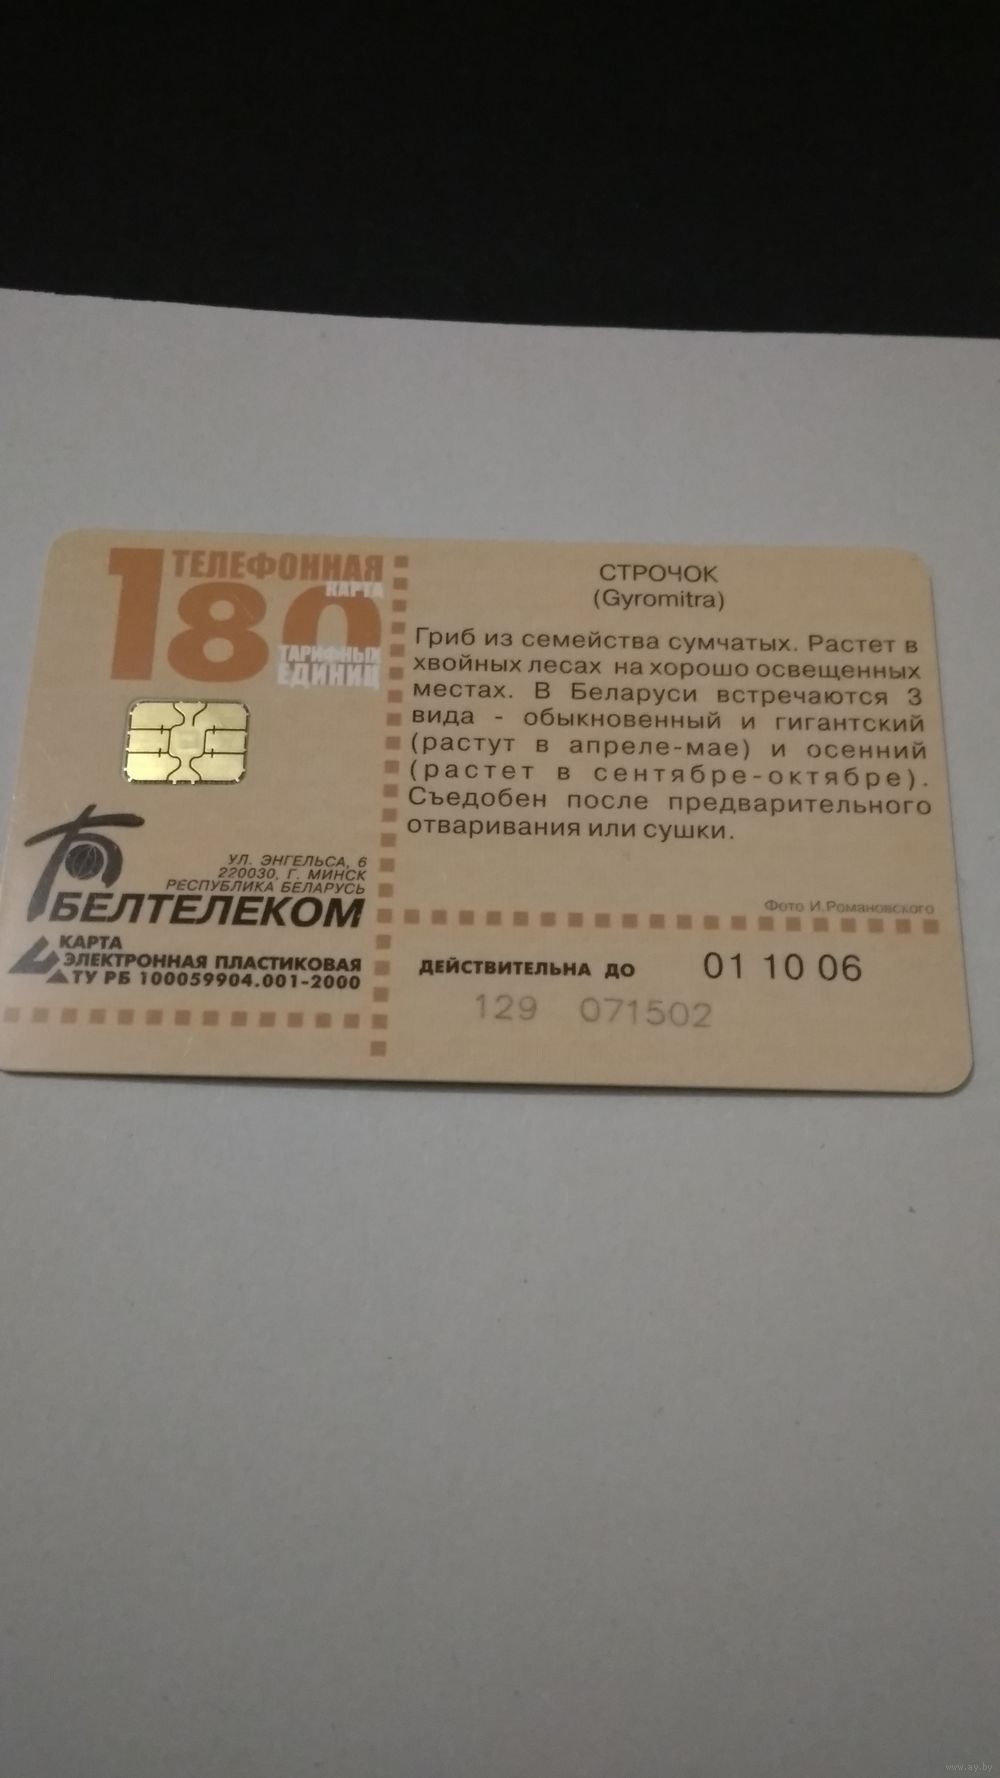 ТЕЛЕФОННАЯ
КАРТА
180
ТАРИФНЫХ
ЕДИНИЦ
УЛ. ЭНГЕЛЬСА, 6
220030, Г. МИНСК
РЕСПУБЛИКА БЕЛАРУСЬ
БЕЛТЕЛЕКОМ
КАРТА
ЭЛЕКТРОННАЯ ПЛАСТИКОВАЯ
ТУ РБ 100059904.001-2000
СТРОЧОК
(Gyromitra)
Гриб из семейства сумчатых. Растет в
хвойных лесах на хорошо освещенных
местах. В Беларуси встречаются 3
вида - обыкновенный и гигантский
(растут в апреле-мае) и осенний
(растет в сентябре-октябре).
Съедобен после предварительного
отваривания или сушки.
Фото И.Романовского
ДЕЙСТВИТЕЛЬНА ДО 01 10 06
129 071502
www.ay.by